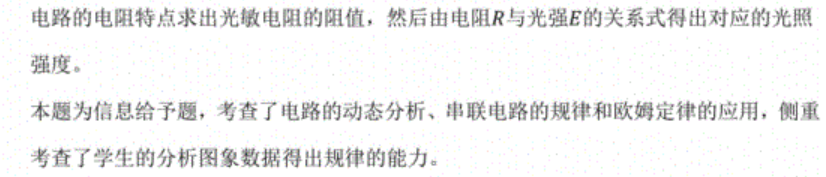 电路的电阻特点求出光敏电阻的阻值，然后由电阻R与光强E的关系式得出对应的光照
强度。
本题为信息给予题，考查了电路的动态分析、串联电路的规律和欧姆定律的应用，侧重
考查了学生的分析图象数据得出规律的能力。